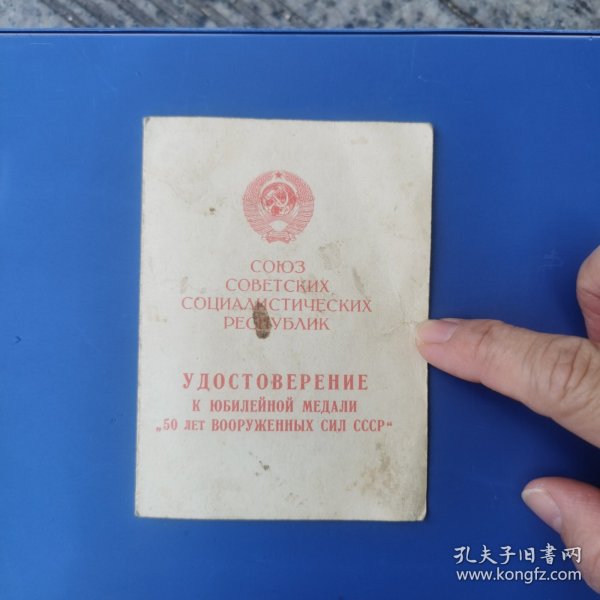 СОЮЗ
СОВЕТСКИХ
СОЦИАЛИСТИЧЕСКИХ
РЕСПУБЛИК
УДОСТОВЕРЕНИЕ
К ЮБИЛЕЙНОЙ МЕДАЛИ
„50 ЛЕТ ВООРУЖЕННЫХ СИЛ СССР“
孔夫子旧书网
www.kongfz.com